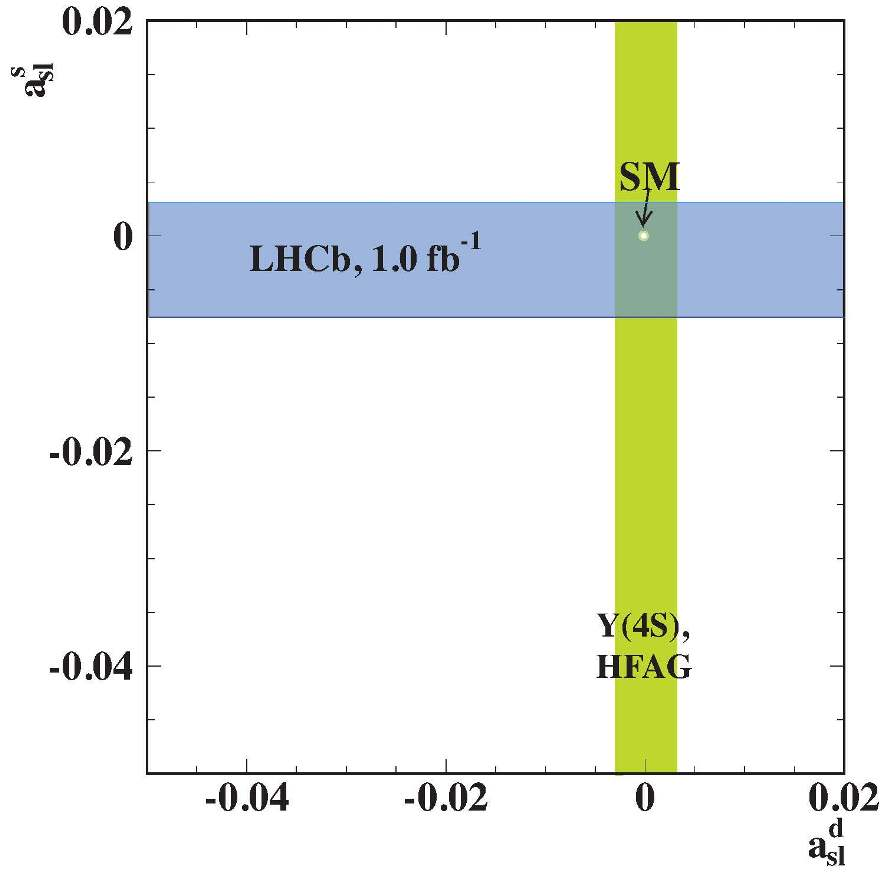 0.02
a_sl^s
SM
0
LHCb, 1.0 fb^-1
-0.02
Υ(4S),
HFAG
-0.04
-0.04 -0.02 0 0.02
a_sl^d